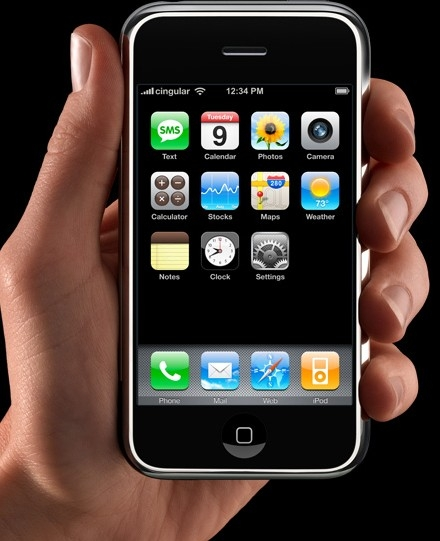 cingular 12:34 PM
SMS Tuesday 9
Text Calendar Photos Camera
280 73°
Calculator Stocks Maps Weather
Notes Clock Settings
Phone Mail Web iPod